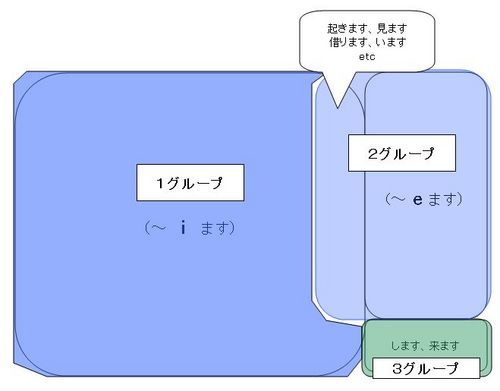 起きます、見ます
借ります、います
etc
1グループ
2グループ
(～ i ます)
(～ e ます)
します、来ます
3グループ